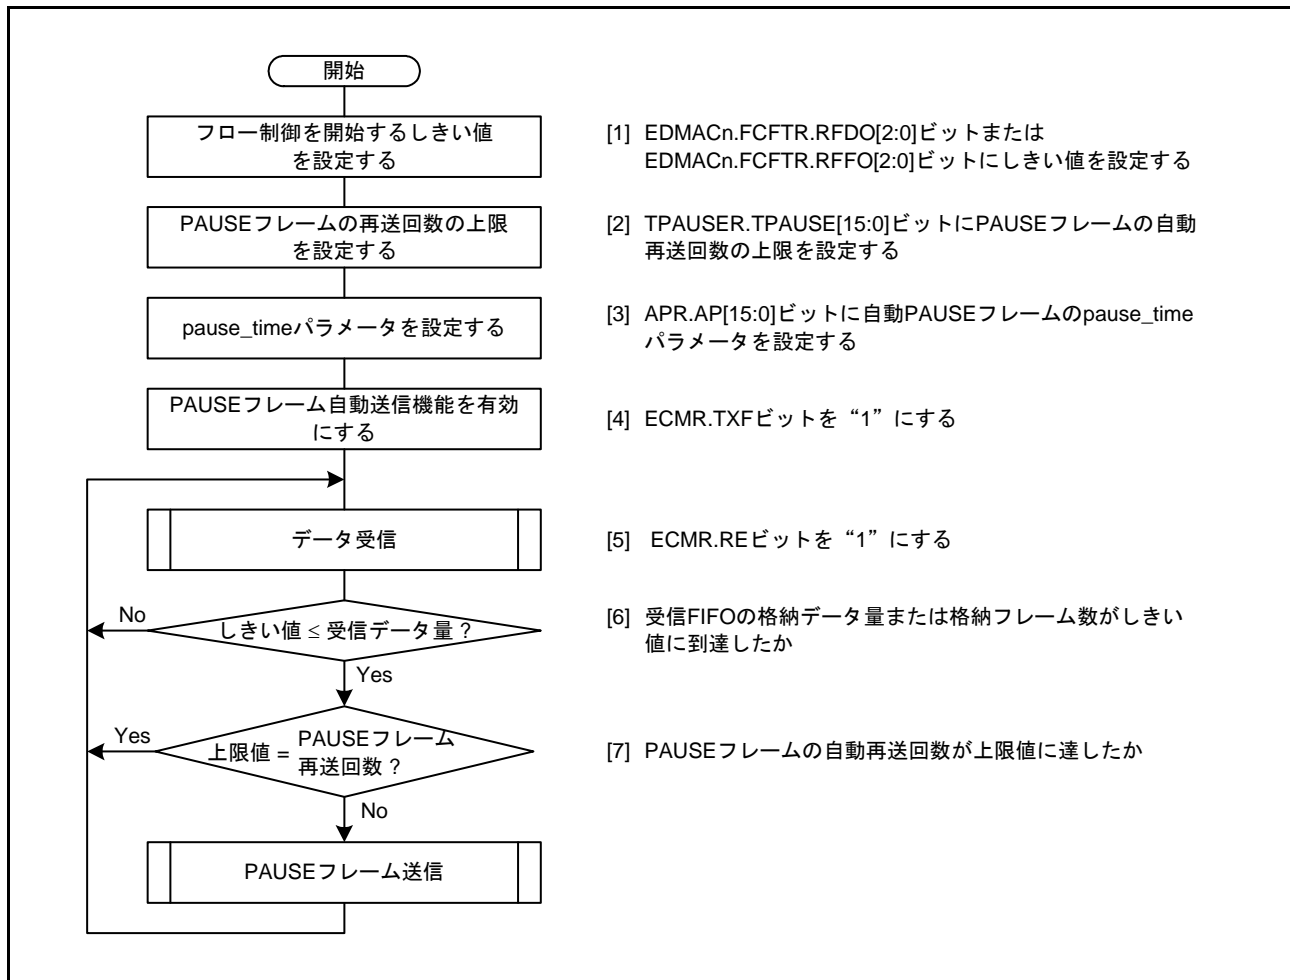 開始
フロー制御を開始するしきい値
を設定する
[1] EDMACn.FCFTR.RFDO[2:0]ビットまたは
EDMACn.FCFTR.RFFO[2:0]ビットにしきい値を設定する
PAUSEフレームの再送回数の上限
を設定する
[2] TPAUSER.TPAUSE[15:0]ビットにPAUSEフレームの自動
再送回数の上限を設定する
pause_timeパラメータを設定する
[3] APR.AP[15:0]ビットに自動PAUSEフレームのpause_time
パラメータを設定する
PAUSEフレーム自動送信機能を有効
にする
[4] ECMR.TXFビットを“1”にする
データ受信
[5] ECMR.REビットを“1”にする
No
しきい値 ≤ 受信データ量 ?
[6] 受信FIFOの格納データ量または格納フレーム数がしきい
値に到達したか
Yes
Yes
上限値 = PAUSEフレーム
再送回数 ?
[7] PAUSEフレームの自動再送回数が上限値に達したか
No
PAUSEフレーム送信